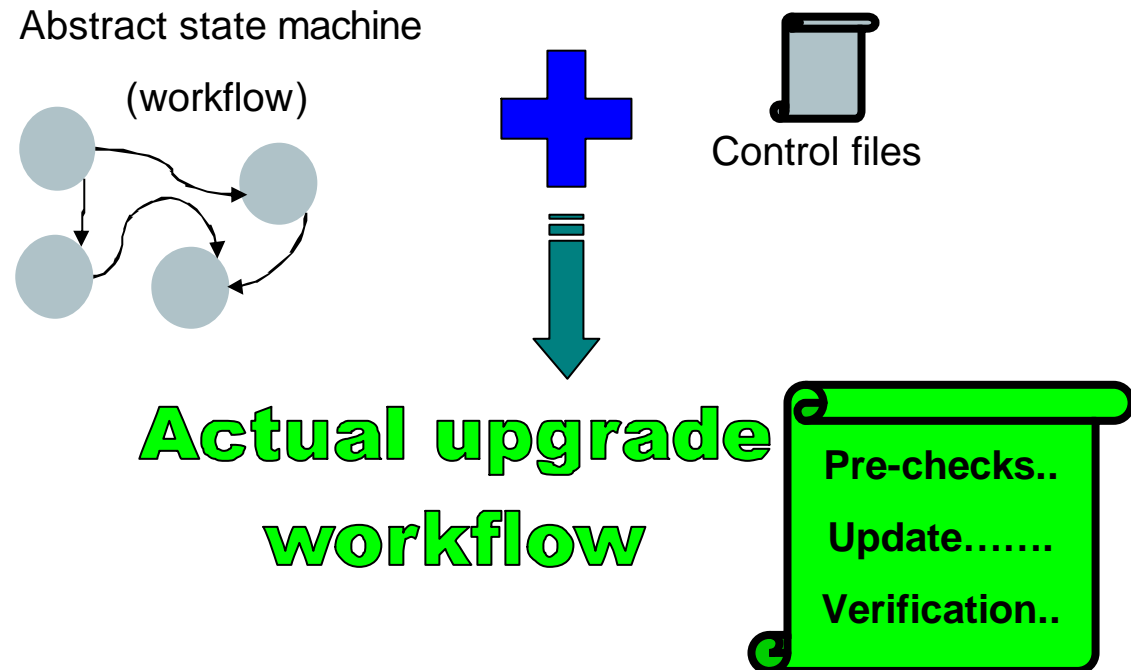 Abstract state machine
(workflow)
Control files
Actual upgrade
workflow
Pre-checks..
Update.......
Verification..